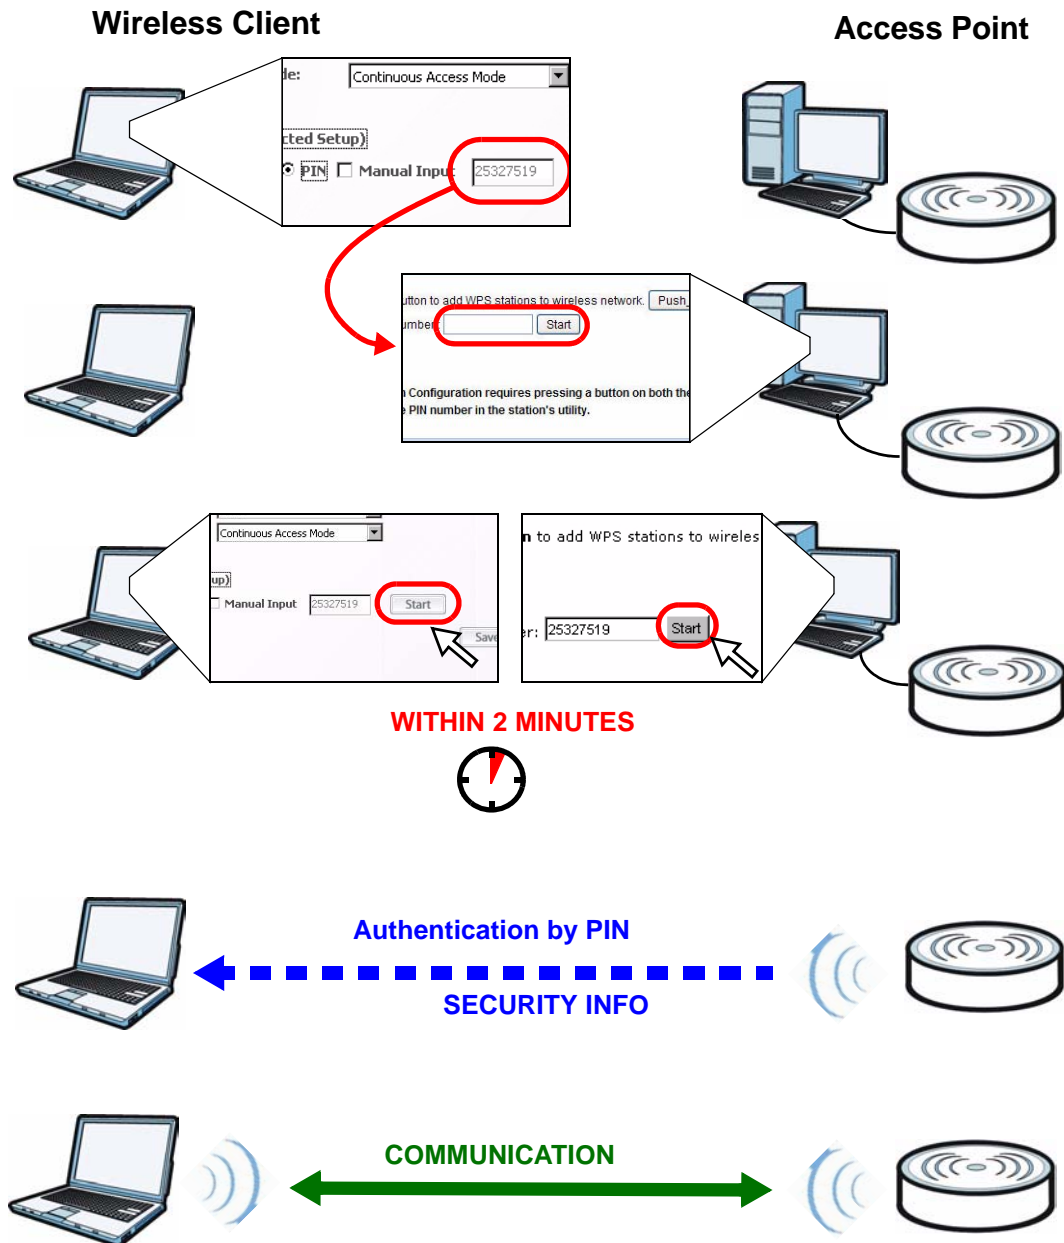 Wireless Client
Access Point
de: Continuous Access Mode
cted Setup)
PIN Manual Input 25327519
utton to add WPS stations to wireless network. Push_
umber: Start
n Configuration requires pressing a button on both the
e PIN number in the station's utility.
Continuous Access Mode
up)
Manual Input 25327519 Start
Save
n to add WPS stations to wireles
er: 25327519 Start
WITHIN 2 MINUTES
Authentication by PIN
SECURITY INFO
COMMUNICATION